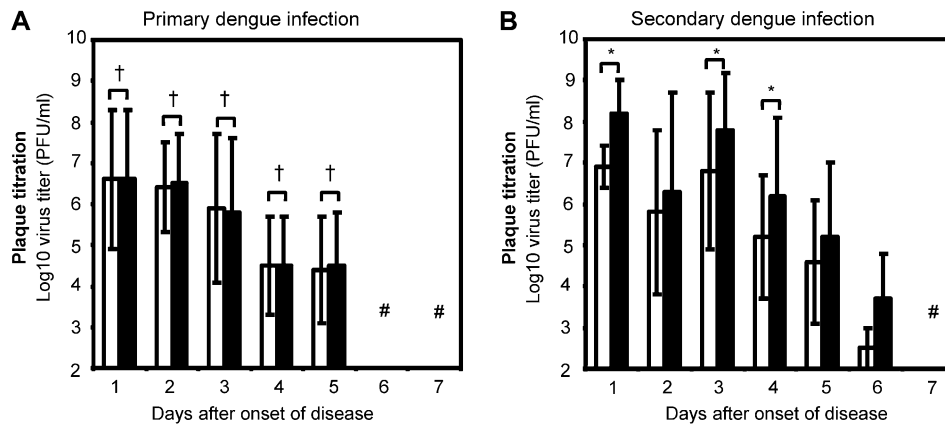 A Primary dengue infection
Plaque titration
Log10 virus titer (PFU/ml)
10
9
8
7
6
5
4
3
2
† † † † † # #
1 2 3 4 5 6 7
Days after onset of disease
B Secondary dengue infection
Plaque titration
Log10 virus titer (PFU/ml)
10
9
8
7
6
5
4
3
2
* * * #
1 2 3 4 5 6 7
Days after onset of disease